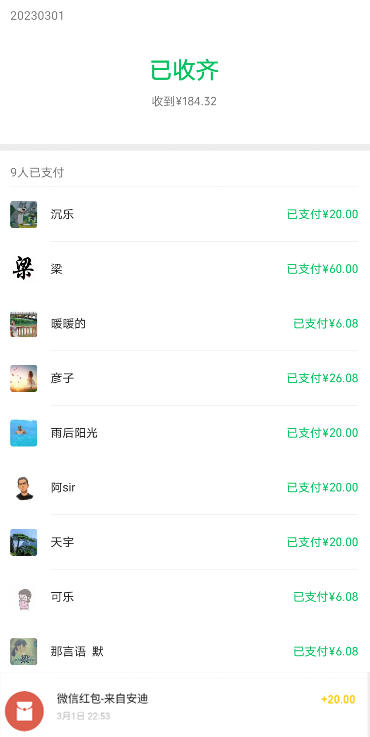 20230301
已收齐
收到¥184.32
9人已支付
沉乐 已支付¥20.00
梁 梁 已支付¥60.00
暖暖的 已支付¥6.08
彦子 已支付¥26.08
雨后阳光 已支付¥20.00
阿sir 已支付¥20.00
天宇 已支付¥20.00
可乐 已支付¥6.08
那言语 默 已支付¥6.08
微信红包-来自安迪 +20.00
3月1日 22:53